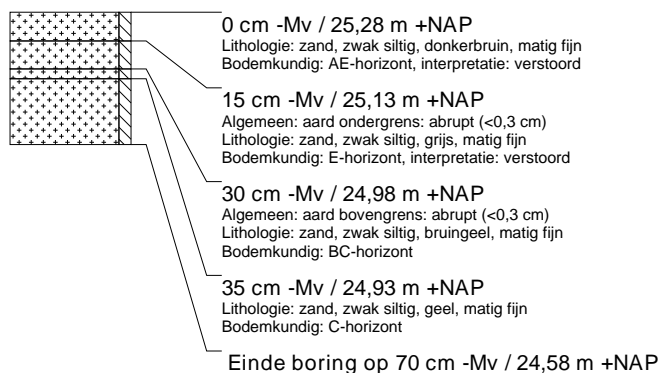 0 cm -Mv / 25,28 m +NAP
Lithologie: zand, zwak siltig, donkerbruin, matig fijn
Bodemkundig: AE-horizont, interpretatie: verstoord
15 cm -Mv / 25,13 m +NAP
Algemeen: aard ondergrens: abrupt (<0,3 cm)
Lithologie: zand, zwak siltig, grijs, matig fijn
Bodemkundig: E-horizont, interpretatie: verstoord
30 cm -Mv / 24,98 m +NAP
Algemeen: aard bovengrens: abrupt (<0,3 cm)
Lithologie: zand, zwak siltig, bruingeel, matig fijn
Bodemkundig: BC-horizont
35 cm -Mv / 24,93 m +NAP
Lithologie: zand, zwak siltig, geel, matig fijn
Bodemkundig: C-horizont
Einde boring op 70 cm -Mv / 24,58 m +NAP